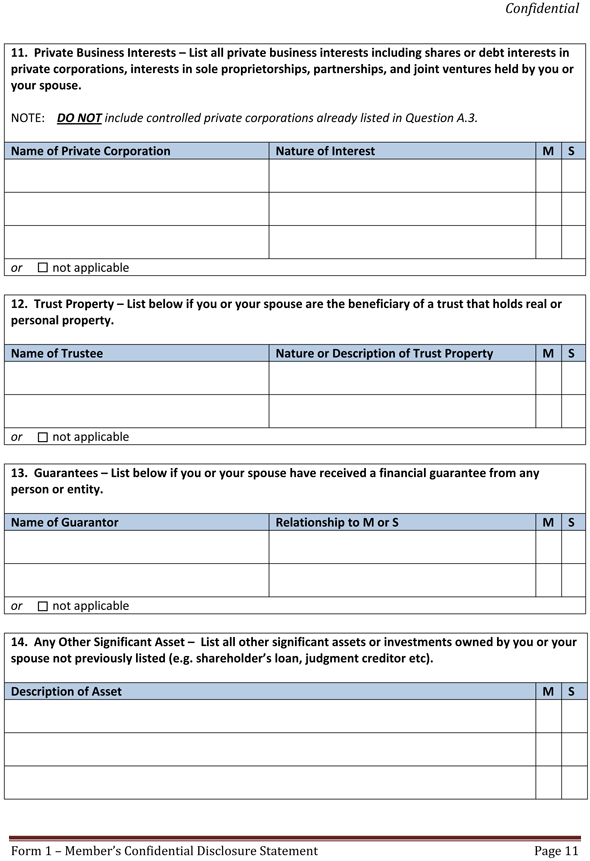 Confidential
11. Private Business Interests – List all private business interests including shares or debt interests in
private corporations, interests in sole proprietorships, partnerships, and joint ventures held by you or
your spouse.
NOTE: DO NOT include controlled private corporations already listed in Question A.3.
Name of Private Corporation Nature of Interest M S
or ☐ not applicable
12. Trust Property – List below if you or your spouse are the beneficiary of a trust that holds real or
personal property.
Name of Trustee Nature or Description of Trust Property M S
or ☐ not applicable
13. Guarantees – List below if you or your spouse have received a financial guarantee from any
person or entity.
Name of Guarantor Relationship to M or S M S
or ☐ not applicable
14. Any Other Significant Asset – List all other significant assets or investments owned by you or your
spouse not previously listed (e.g. shareholder's loan, judgment creditor etc).
Description of Asset M S
Form 1 – Member's Confidential Disclosure Statement Page 11